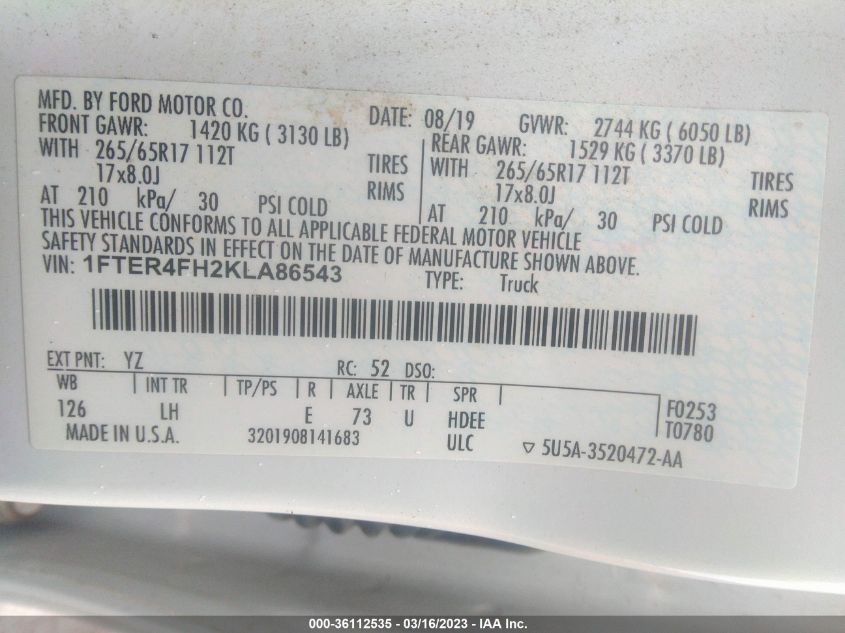 MFD. BY FORD MOTOR CO.
DATE: 08/19 GVWR: 2744 KG ( 6050 LB)
FRONT GAWR: 1420 KG ( 3130 LB)
WITH 265/65R17 112T TIRES
17x8.0J RIMS
AT 210 kPa/ 30 PSI COLD
REAR GAWR: 1529 KG ( 3370 LB)
WITH 265/65R17 112T TIRES
17x8.0J RIMS
AT 210 kPa/ 30 PSI COLD
THIS VEHICLE CONFORMS TO ALL APPLICABLE FEDERAL MOTOR VEHICLE
SAFETY STANDARDS IN EFFECT ON THE DATE OF MANUFACTURE SHOWN ABOVE.
VIN: 1FTER4FH2KLA86543 TYPE: Truck
EXT PNT: YZ RC: 52 DSO:
WB INT TR TP/PS R AXLE TR SPR
126 LH E 73 U HDEE
F0253
T0780
MADE IN U.S.A. 3201908141683 ULC ▽ 5U5A-3520472-AA
000-36112535 - 03/16/2023 - IAA Inc.